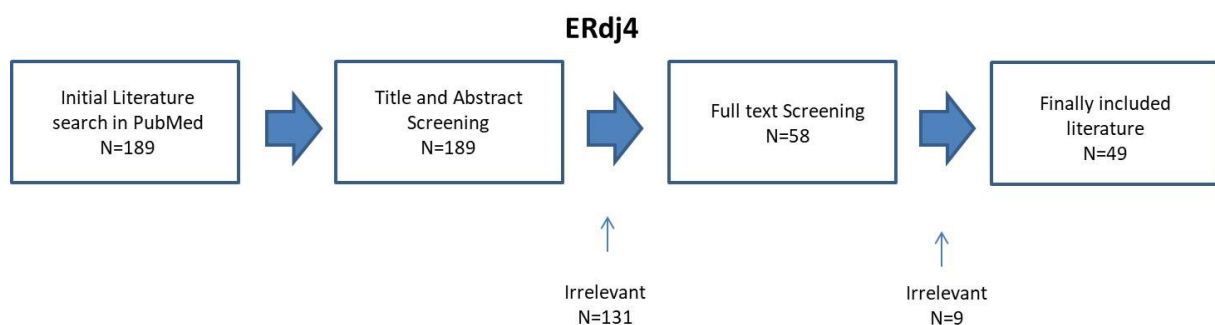 ERdj4
Initial Literature
search in PubMed
N=189
Title and Abstract
Screening
N=189
Full text Screening
N=58
Finally included
literature
N=49
Irrelevant
N=131
Irrelevant
N=9